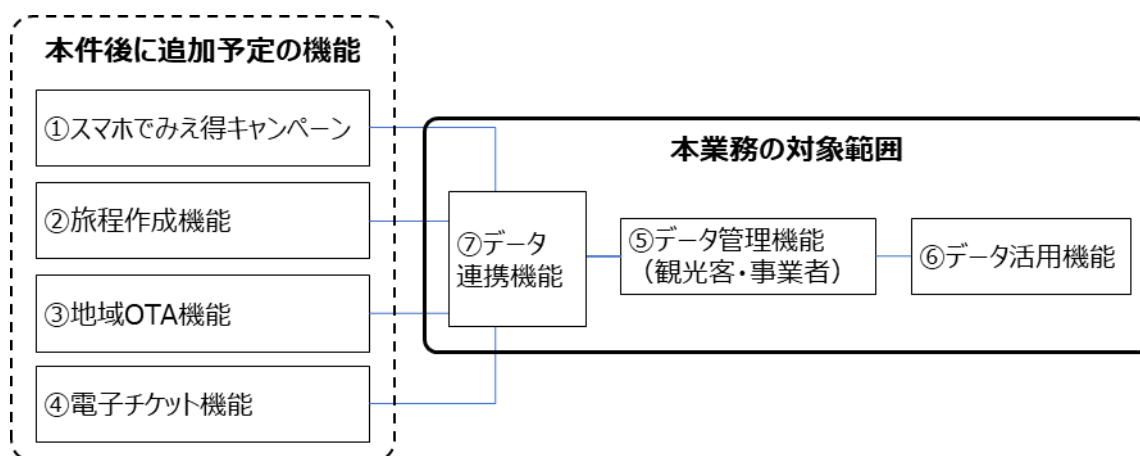 本件後に追加予定の機能
①スマホでみえ得キャンペーン
②旅程作成機能
③地域OTA機能
④電子チケット機能
本業務の対象範囲
⑦データ
連携機能
⑤データ管理機能
（観光客・事業者）
⑥データ活用機能